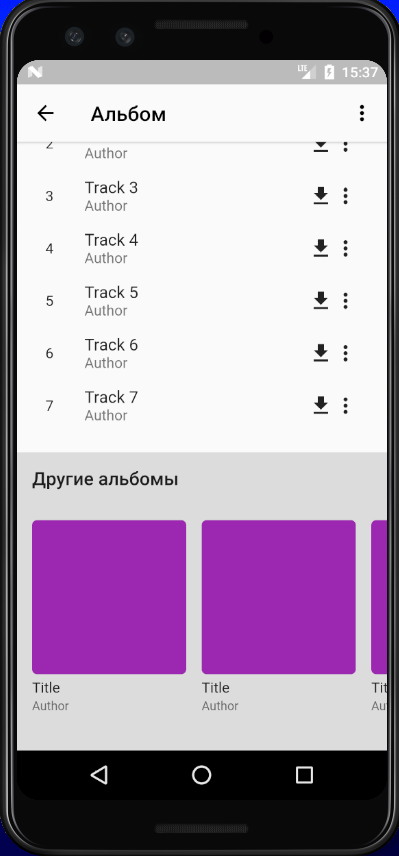 LTE 15:37
Альбом
2
Author
3 Track 3
Author
4 Track 4
Author
5 Track 5
Author
6 Track 6
Author
7 Track 7
Author
Другие альбомы
Title Title Tit
Author Author Au